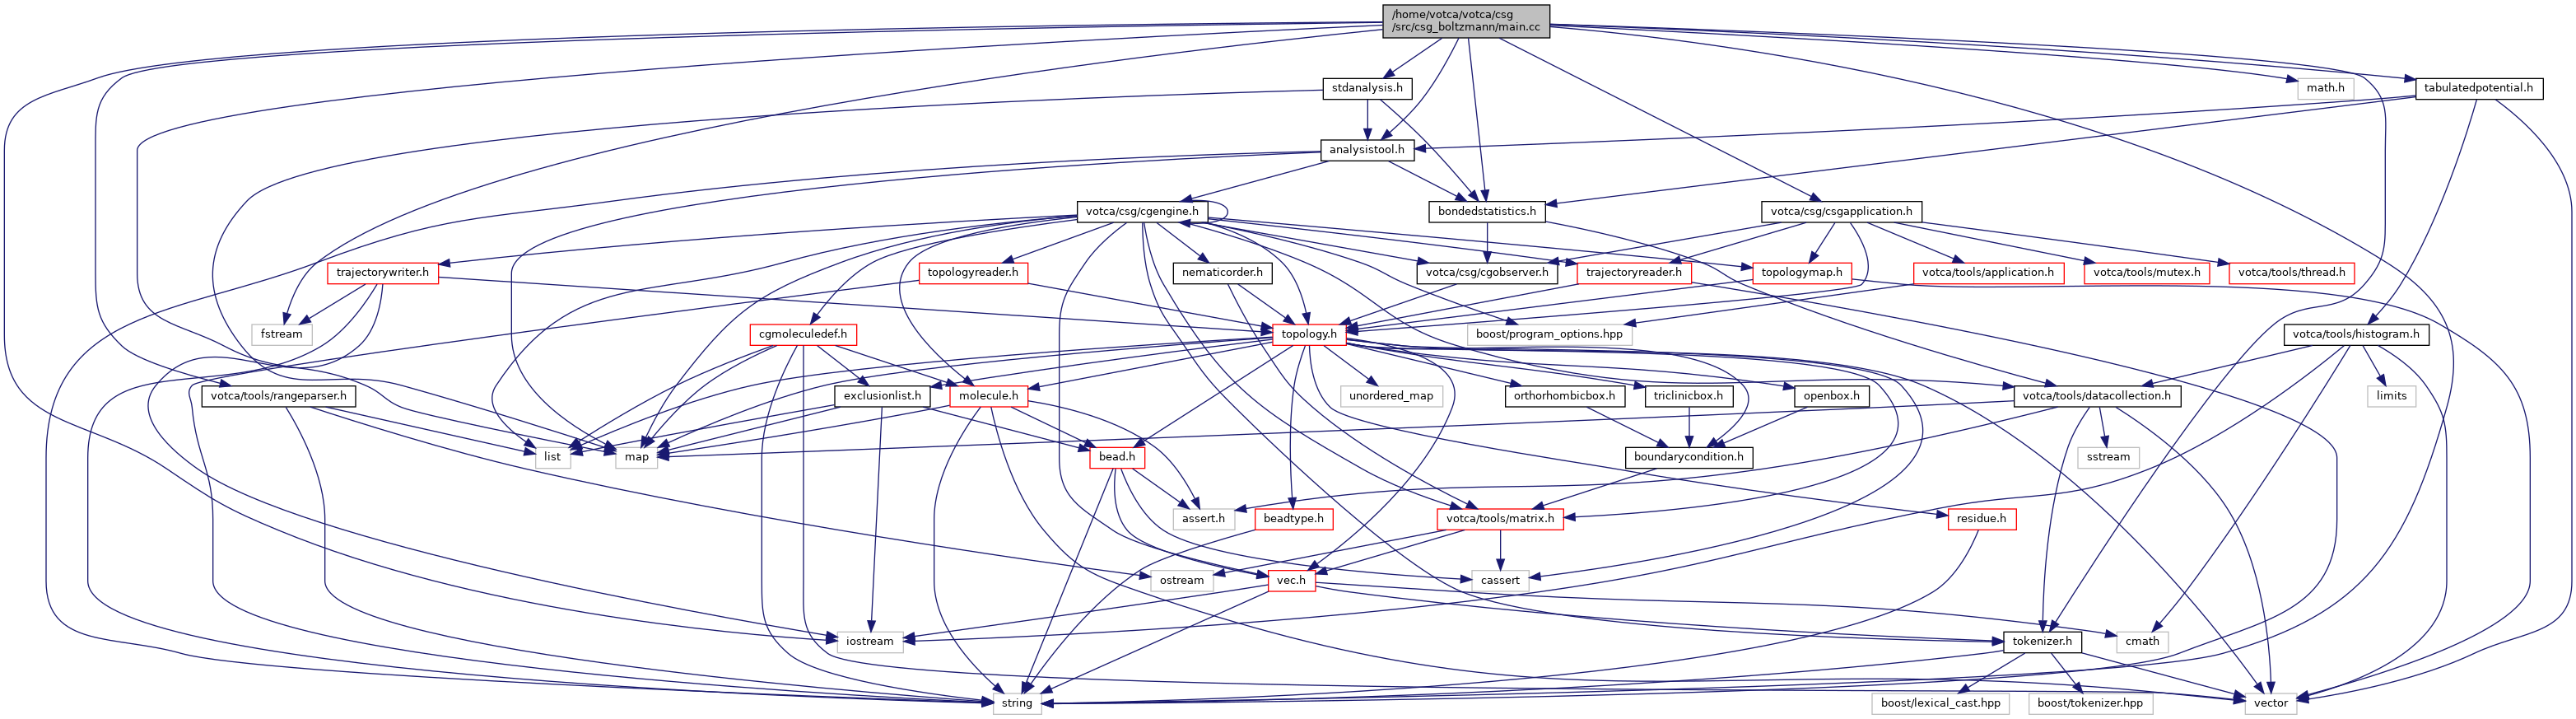 /home/votca/votca/csg
/src/csg_boltzmann/main.cc
stdanalysis.h
math.h
tabulatedpotential.h
analysistool.h
votca/csg/cgengine.h
bondedstatistics.h
votca/csg/csgapplication.h
trajectorywriter.h
topologyreader.h
nematicorder.h
votca/csg/cgobserver.h
trajectoryreader.h
topologymap.h
votca/tools/application.h
votca/tools/mutex.h
votca/tools/thread.h
fstream
cgmoleculedef.h
topology.h
boost/program_options.hpp
votca/tools/histogram.h
votca/tools/rangeparser.h
exclusionlist.h
molecule.h
unordered_map
orthorhombicbox.h
triclinicbox.h
openbox.h
votca/tools/datacollection.h
limits
list
map
bead.h
boundarycondition.h
sstream
assert.h
beadtype.h
votca/tools/matrix.h
residue.h
ostream
vec.h
cassert
iostream
tokenizer.h
cmath
string
boost/lexical_cast.hpp
boost/tokenizer.hpp
vector